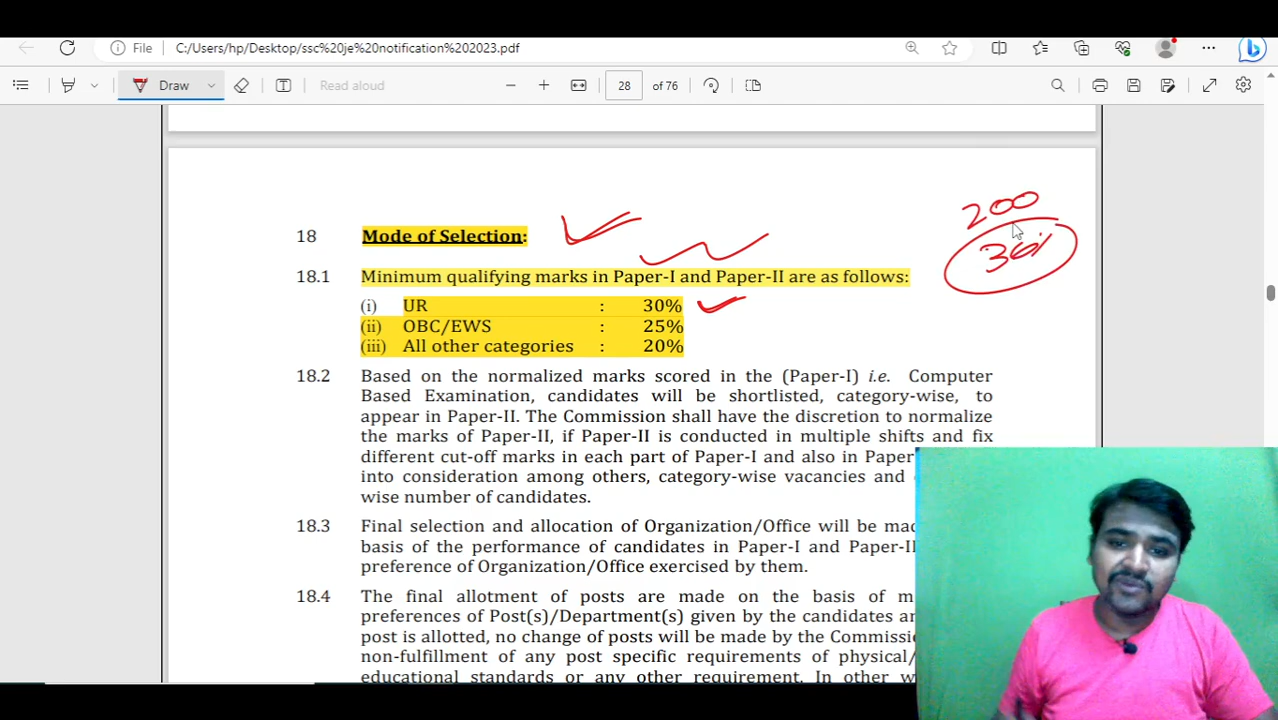 File C:/Users/hp/Desktop/ssc%20je%20notification%202023.pdf
Draw Read aloud 28 of 76
200
30%
18 Mode of Selection:
18.1 Minimum qualifying marks in Paper-I and Paper-II are as follows:
(i) UR : 30%
(ii) OBC/EWS : 25%
(iii) All other categories : 20%
18.2 Based on the normalized marks scored in the (Paper-I) i.e. Computer
Based Examination, candidates will be shortlisted, category-wise, to
appear in Paper-II. The Commission shall have the discretion to normalize
the marks of Paper-II, if Paper-II is conducted in multiple shifts and fix
different cut-off marks in each part of Paper-I and also in Paper
into consideration among others, category-wise vacancies and
wise number of candidates.
18.3 Final selection and allocation of Organization/Office will be
basis of the performance of candidates in Paper-I and Paper-II
preference of Organization/Office exercised by them.
18.4 The final allotment of posts are made on the basis of
preferences of Post(s)/Department(s) given by the candidates
post is allotted, no change of posts will be made by the
non-fulfillment of any post specific requirements of physical/
educational standards or any other requirement. In other